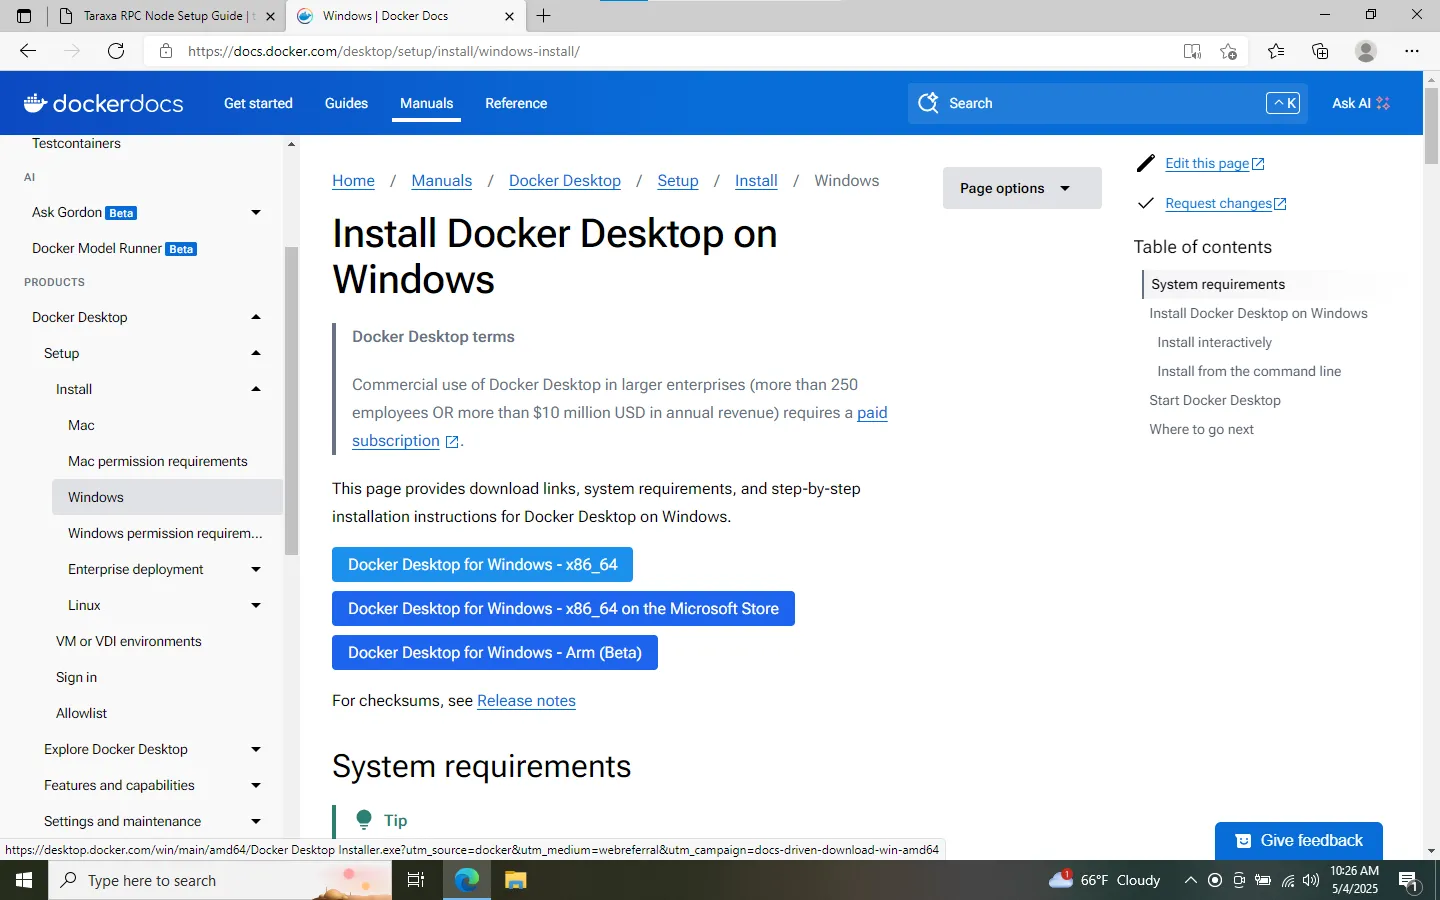 Taraxa RPC Node Setup Guide | t
Windows | Docker Docs
https://docs.docker.com/desktop/setup/install/windows-install/
dockerdocs
Get started
Guides
Manuals
Reference
Search
^ K
Ask AI
Testcontainers
AI
Ask Gordon Beta
Docker Model Runner Beta
PRODUCTS
Docker Desktop
Setup
Install
Mac
Mac permission requirements
Windows
Windows permission requirem...
Enterprise deployment
Linux
VM or VDI environments
Sign in
Allowlist
Explore Docker Desktop
Features and capabilities
Settings and maintenance
Home / Manuals / Docker Desktop / Setup / Install / Windows
Page options
Install Docker Desktop on
Windows
Docker Desktop terms
Commercial use of Docker Desktop in larger enterprises (more than 250
employees OR more than $10 million USD in annual revenue) requires a paid
subscription .
This page provides download links, system requirements, and step-by-step
installation instructions for Docker Desktop on Windows.
Docker Desktop for Windows - x86_64
Docker Desktop for Windows - x86_64 on the Microsoft Store
Docker Desktop for Windows - Arm (Beta)
For checksums, see Release notes
System requirements
Tip
Edit this page
Request changes
Table of contents
System requirements
Install Docker Desktop on Windows
Install interactively
Install from the command line
Start Docker Desktop
Where to go next
Give feedback
https://desktop.docker.com/win/main/amd64/Docker Desktop Installer.exe?utm_source=docker&utm_medium=webreferral&utm_campaign=docs-driven-download-win-amd64
Type here to search
1
66°F Cloudy
10:26 AM
5/4/2025
1